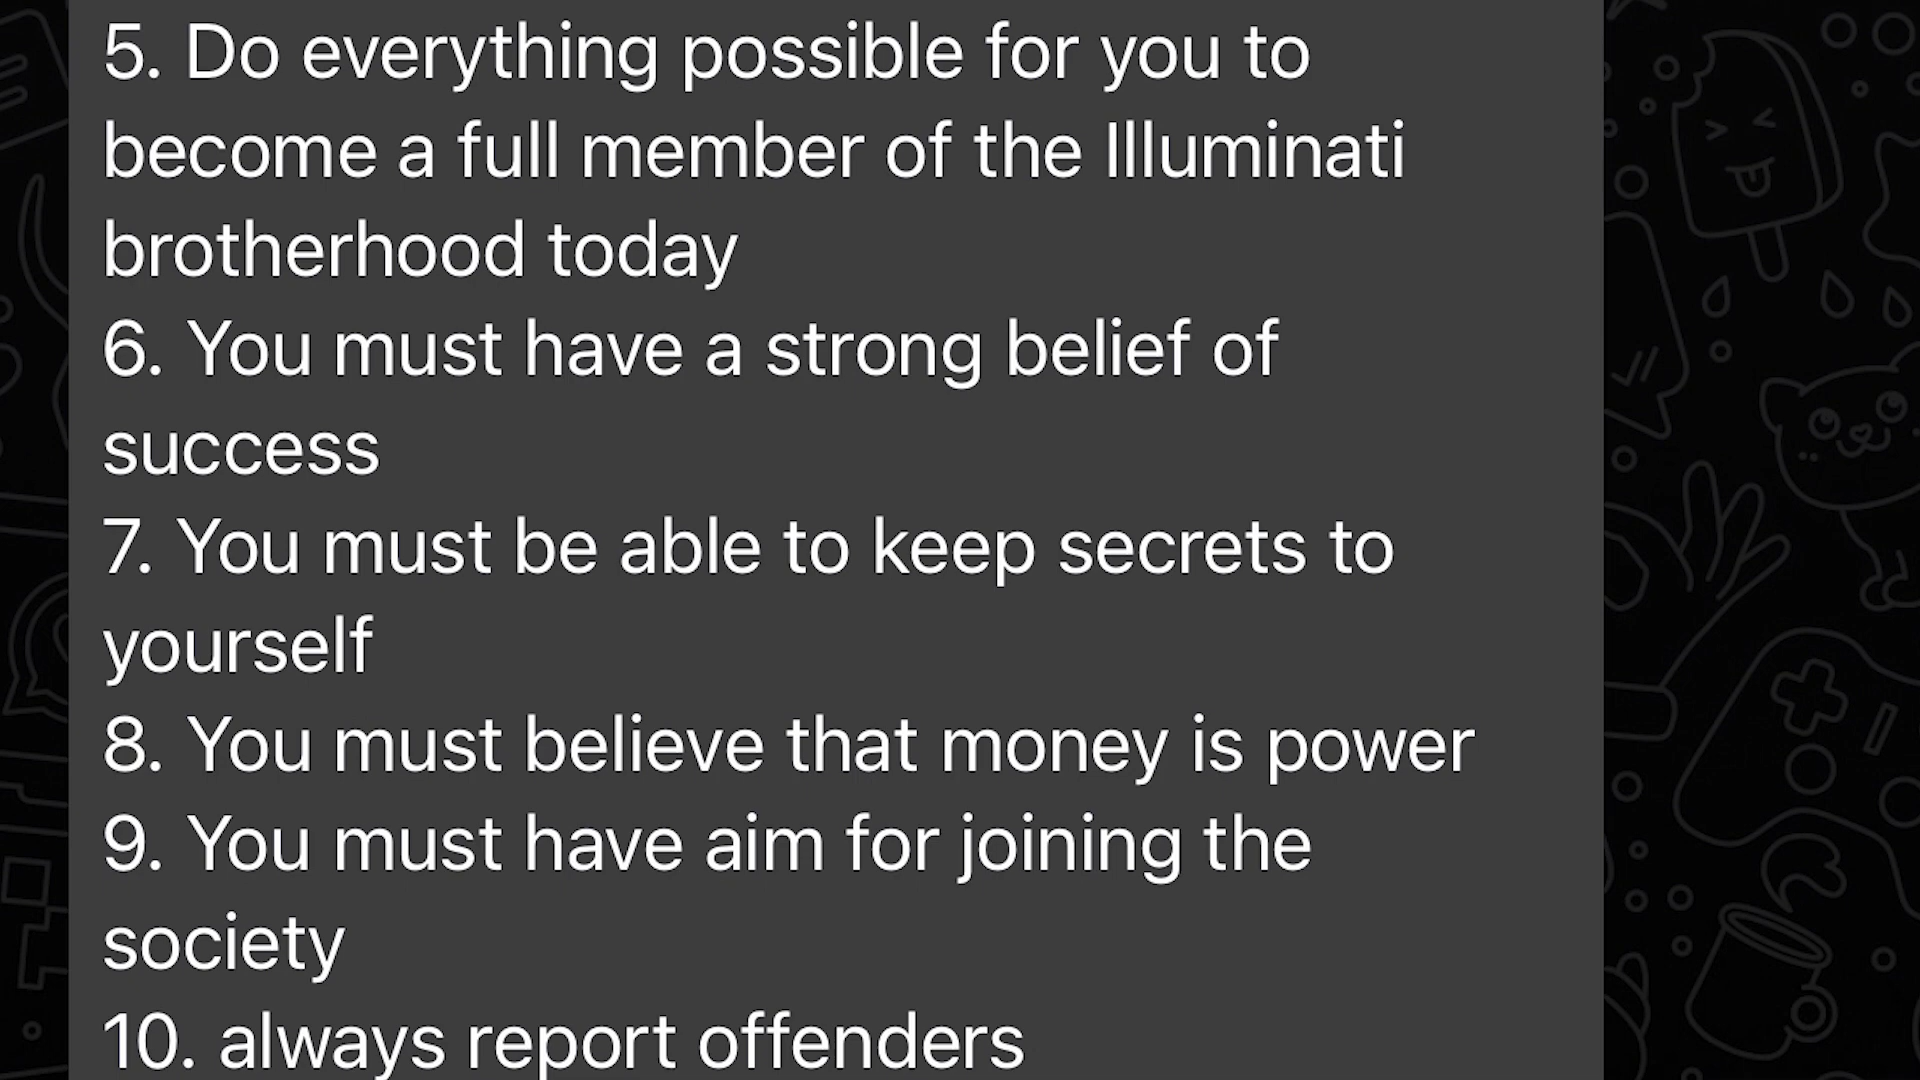 5. Do everything possible for you to
become a full member of the Illuminati
brotherhood today
6. You must have a strong belief of
success
7. You must be able to keep secrets to
yourself
8. You must believe that money is power
9. You must have aim for joining the
society
10. always report offenders